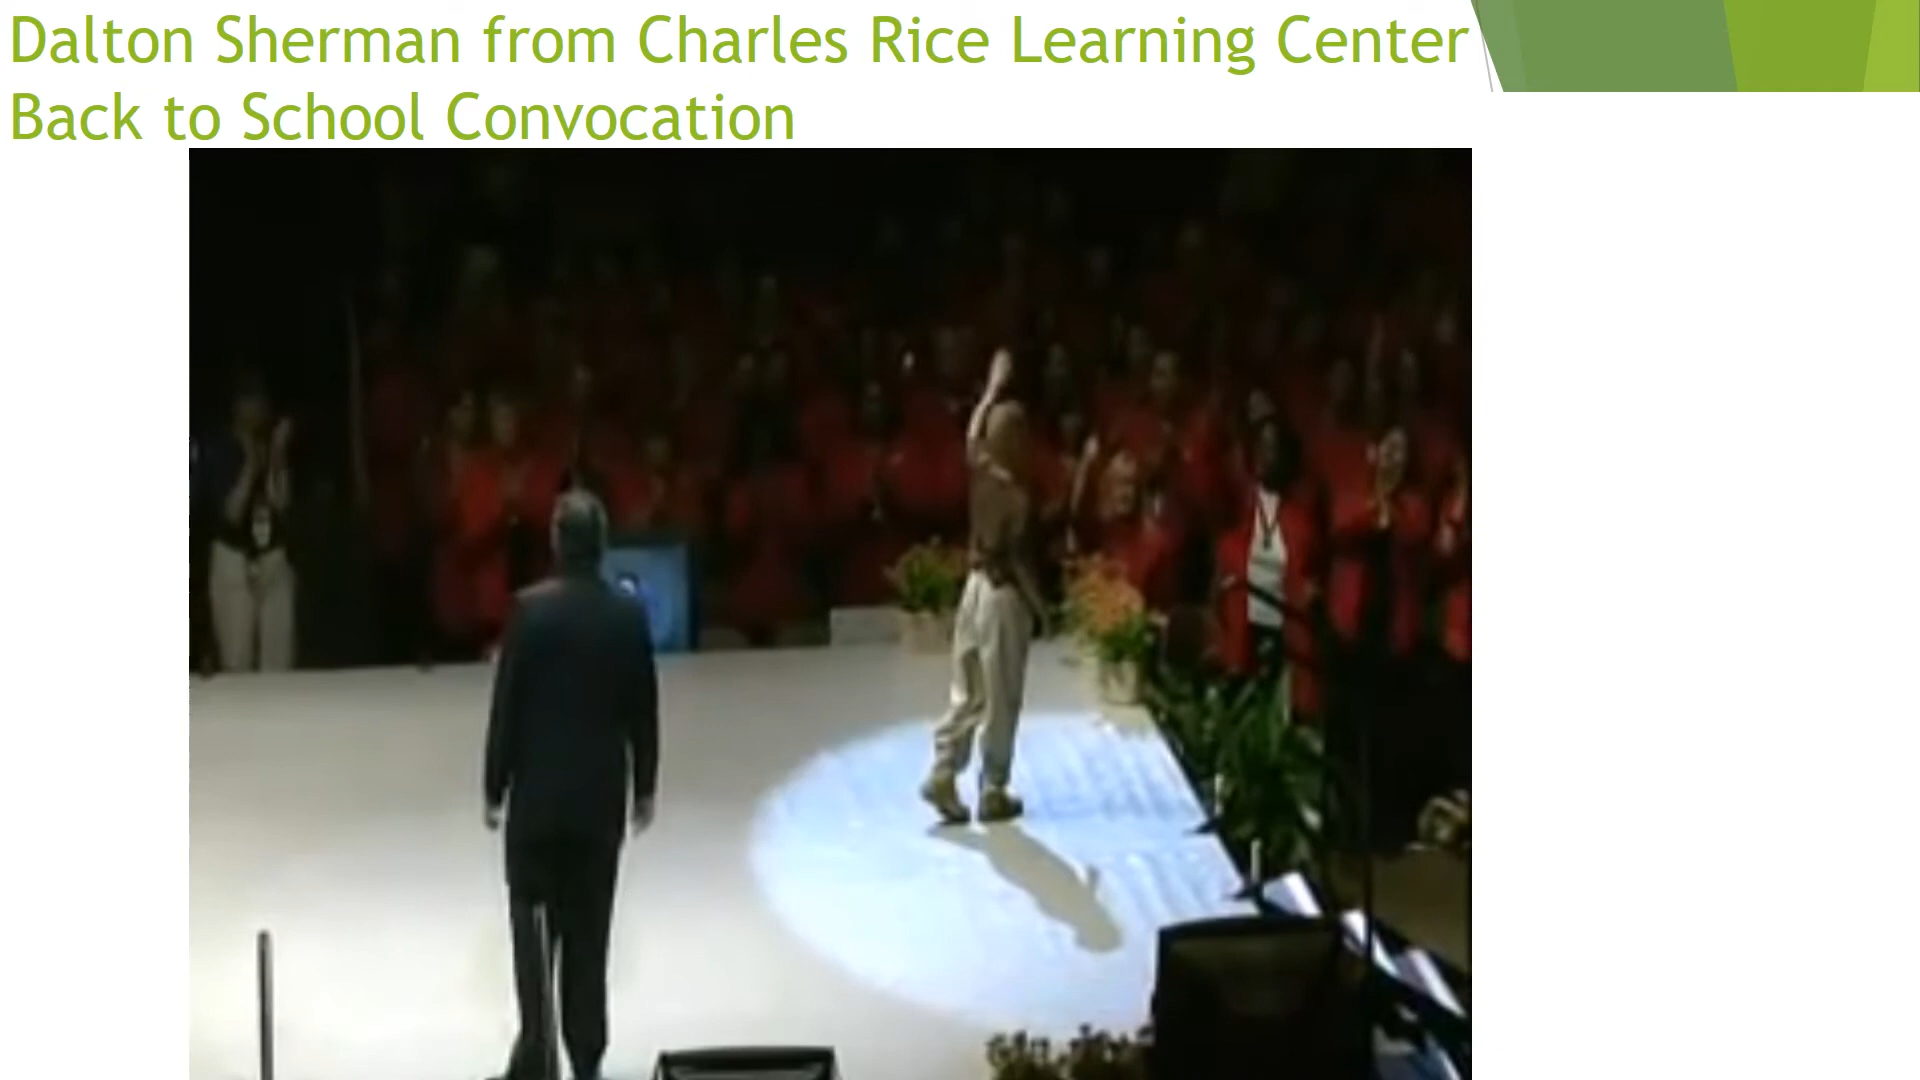 Dalton Sherman from Charles Rice Learning Center
Back to School Convocation